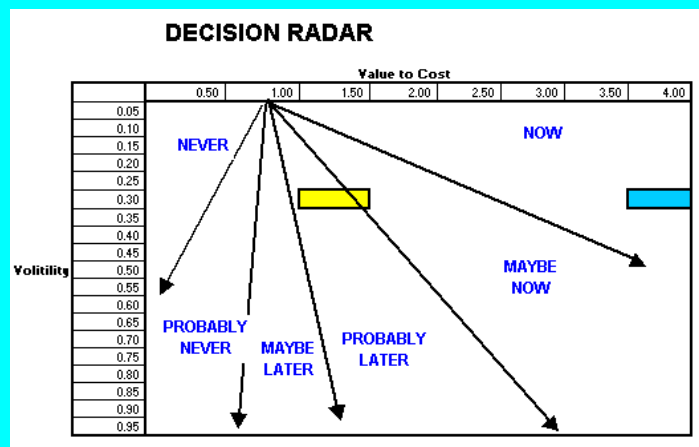 DECISION RADAR
Value to Cost
0.50 1.00 1.50 2.00 2.50 3.00 3.50 4.00
0.05
0.10
NEVER
NOW
0.15
0.20
0.25
0.30
0.35
0.40
0.45
Volitility
0.50
MAYBE
NOW
0.55
0.60
0.65
PROBABLY
NEVER
MAYBE
LATER
PROBABLY
LATER
0.70
0.75
0.80
0.85
0.90
0.95